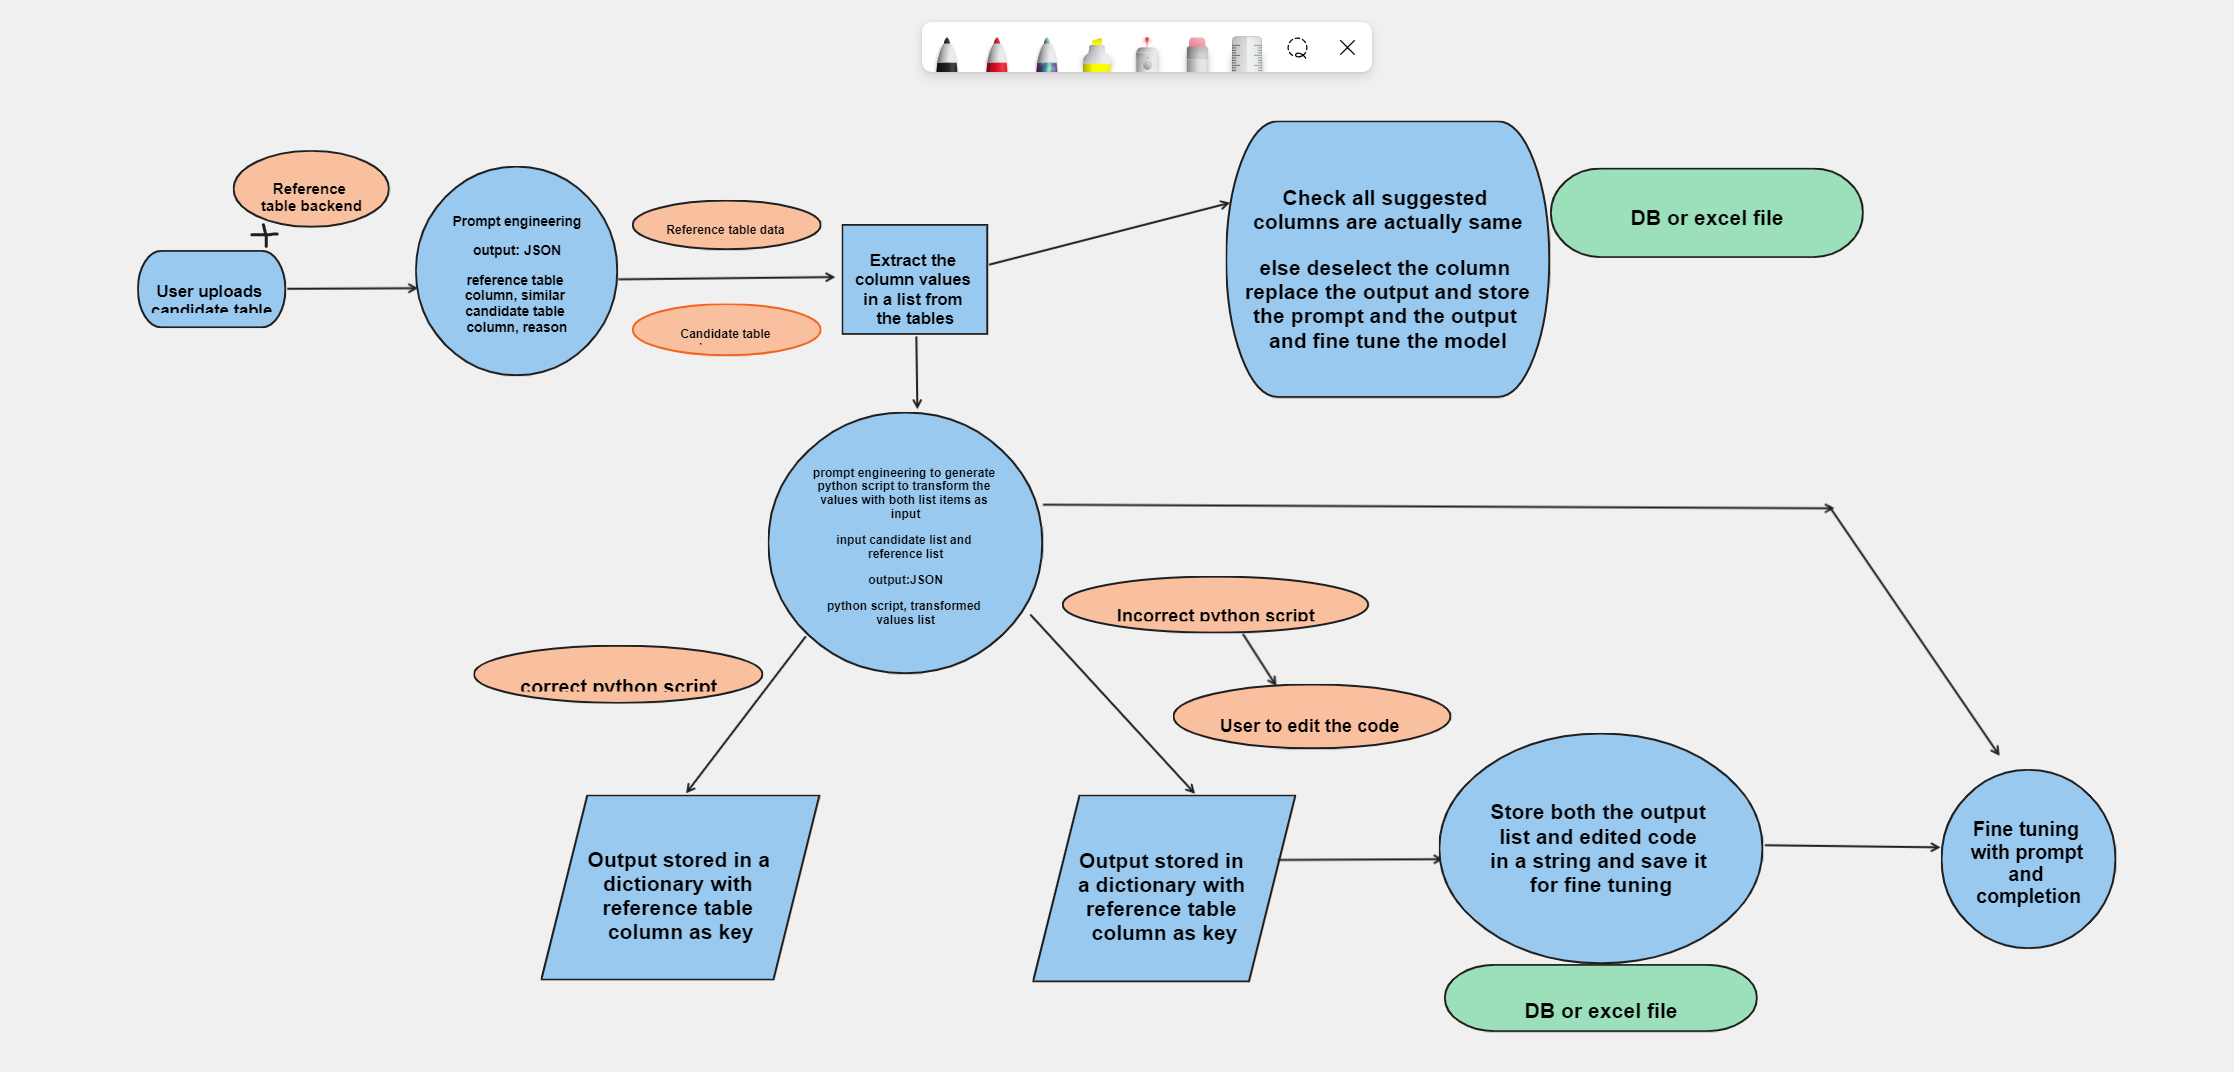 Reference
table backend
User uploads
candidate table
Prompt engineering
output: JSON
reference table
column, similar
candidate table
column, reason
Reference table data
Candidate table
Extract the
column values
in a list from
the tables
Check all suggested
columns are actually same
else deselect the column
replace the output and store
the prompt and the output
and fine tune the model
DB or excel file
prompt engineering to generate
python script to transform the
values with both list items as
input
input candidate list and
reference list
output:JSON
python script, transformed
values list
Incorrect python script
User to edit the code
correct python script
Output stored in a
dictionary with
reference table
column as key
Output stored in
a dictionary with
reference table
column as key
Store both the output
list and edited code
in a string and save it
for fine tuning
DB or excel file
Fine tuning
with prompt
and
completion